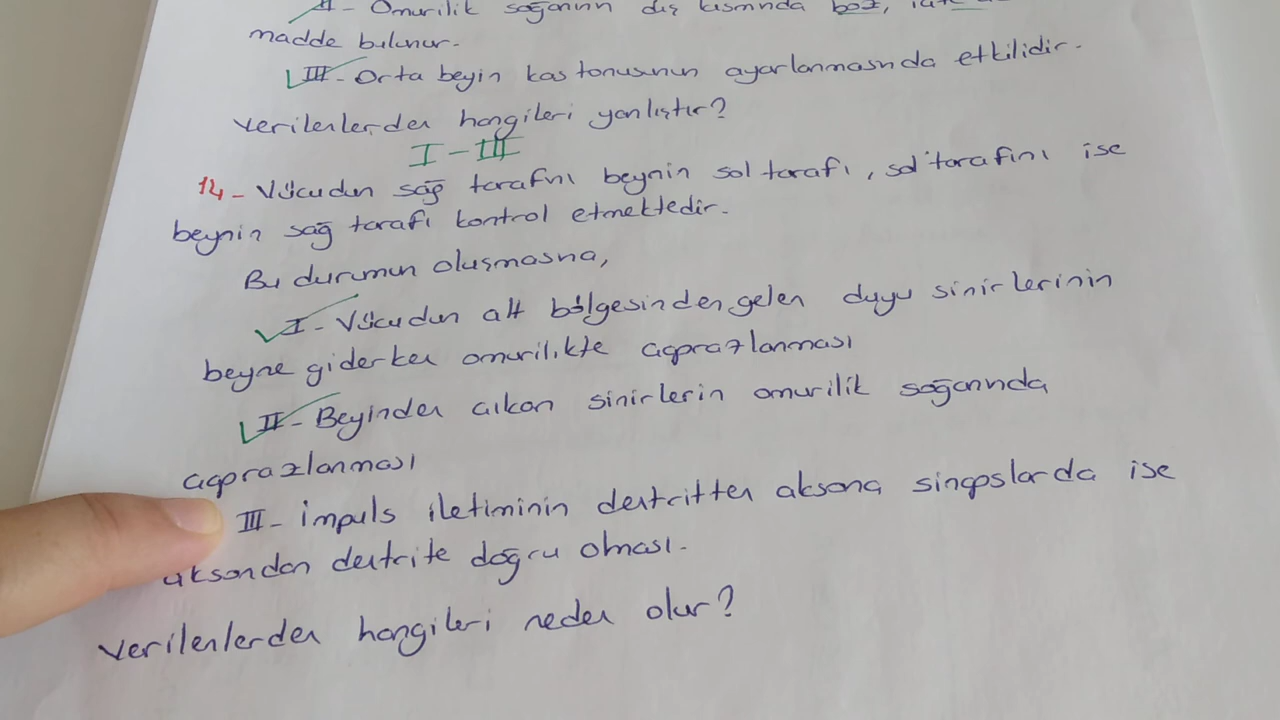 II- Omurilik soğanının dış kısmında boz,
madde bulunur.
III- Orta beyin kas tonusunun ayarlanmasında etkilidir.
Verilenlerden hangileri yanlıştır?
I-III
14- Vücudun sağ tarafını beynin sol tarafı, sol tarafını ise
beynin sağ tarafı kontrol etmektedir.
Bu durumun oluşmasına,
I- Vücudun alt bölgesinden gelen duyu sinirlerinin
beyne giderken omurilikte çaprazlanması
II- Beyinden çıkan sinirlerin omurilik soğanında
çaprazlanması
III- İmpuls iletiminin dentritten aksona sinapslarda ise
aksondan dentrite doğru olması.
Verilenlerden hangileri neden olur?